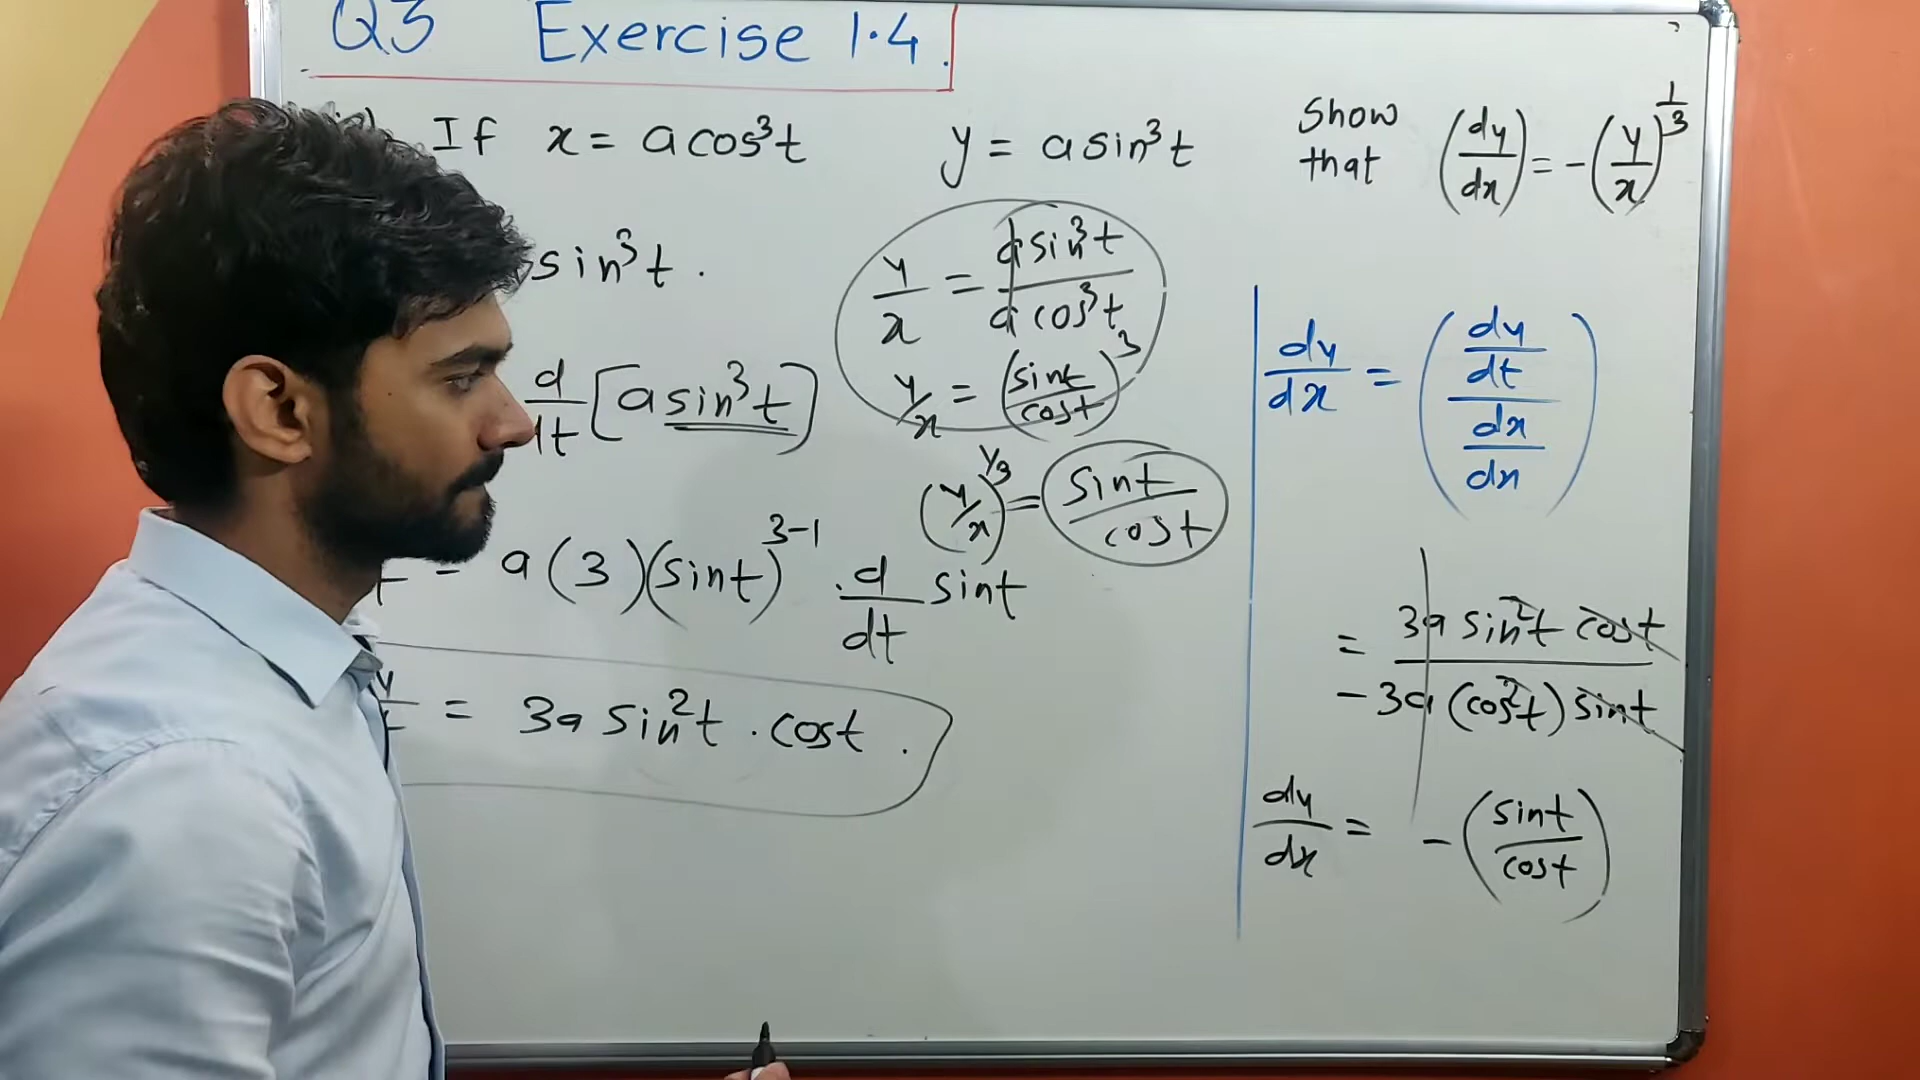 Q3 Exercise 1.4.
If x = a cos³t y = a sin³t
Show that (dy/dx) = -(y/x)^1/3
sin³t .
y/x = a sin³t / a cos³t
y/x = (sint/cost)³
(y/x)^1/3 = sint/cost
d/dt [a sin³t]
= a(3)(sint)^3-1 . d/dt sint
= 3a sin²t . cost .
dy/dx = (dy/dt / dx/dx)
= 3a sin²t cost / -3a (cos²t) sint
dy/dx = -(sint/cost)